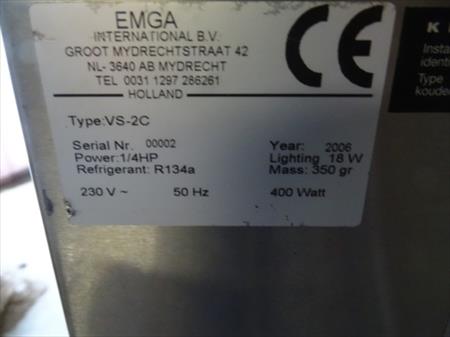 EMGA
INTERNATIONAL B.V.
GROOT MYDRECHTSTRAAT 42
NL- 3640 AB MYDRECHT
TEL 0031 1297 286261
HOLLAND
CE
Type:VS-2C
Serial Nr. 00002 Year: 2006
Power:1/4HP Lighting 18 W
Refrigerant: R134a Mass: 350 gr
230 V ~ 50 Hz 400 Watt
K
Insta
identi
Type
koude